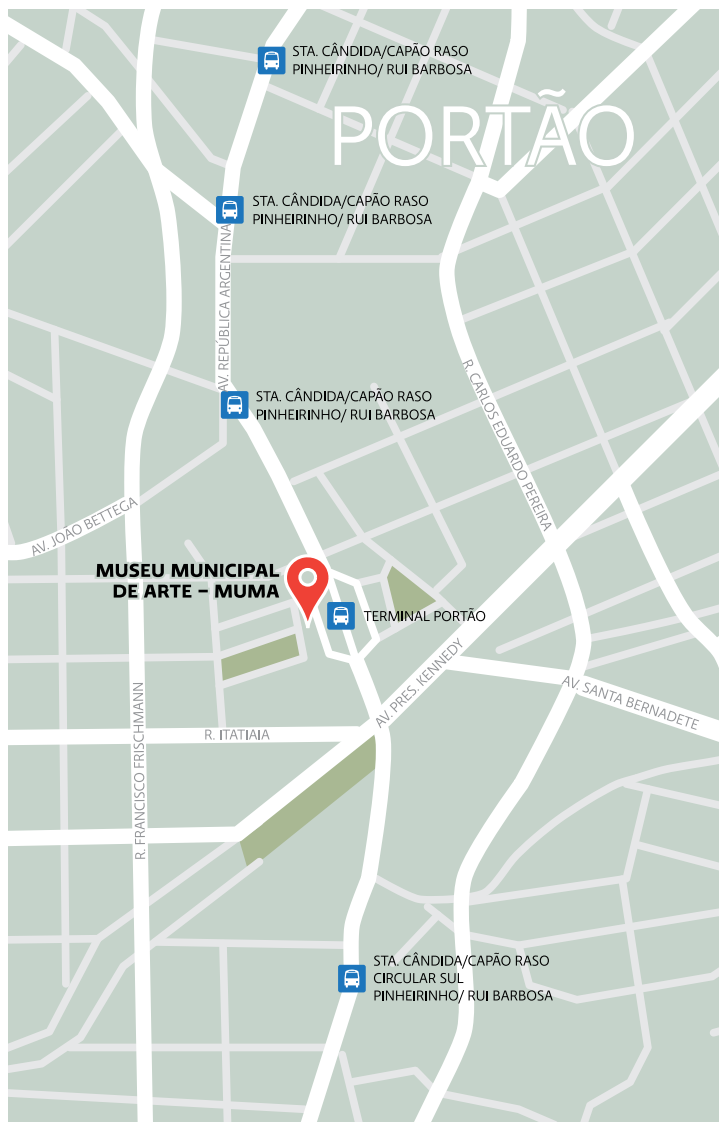 STA. CÂNDIDA/CAPÃO RASO
PINHEIRINHO/ RUI BARBOSA
PORTÃO
STA. CÂNDIDA/CAPÃO RASO
PINHEIRINHO/ RUI BARBOSA
AV. REPÚBLICA ARGENTINA
STA. CÂNDIDA/CAPÃO RASO
PINHEIRINHO/ RUI BARBOSA
R. CARLOS EDUARDO PEREIRA
AV. JOÃO BETTEGA
MUSEU MUNICIPAL
DE ARTE – MUMA
TERMINAL PORTÃO
AV. PRES. KENNEDY
AV. SANTA BERNADETE
R. ITATIAIA
R. FRANCISCO FRISCHMANN
STA. CÂNDIDA/CAPÃO RASO
CIRCULAR SUL
PINHEIRINHO/ RUI BARBOSA